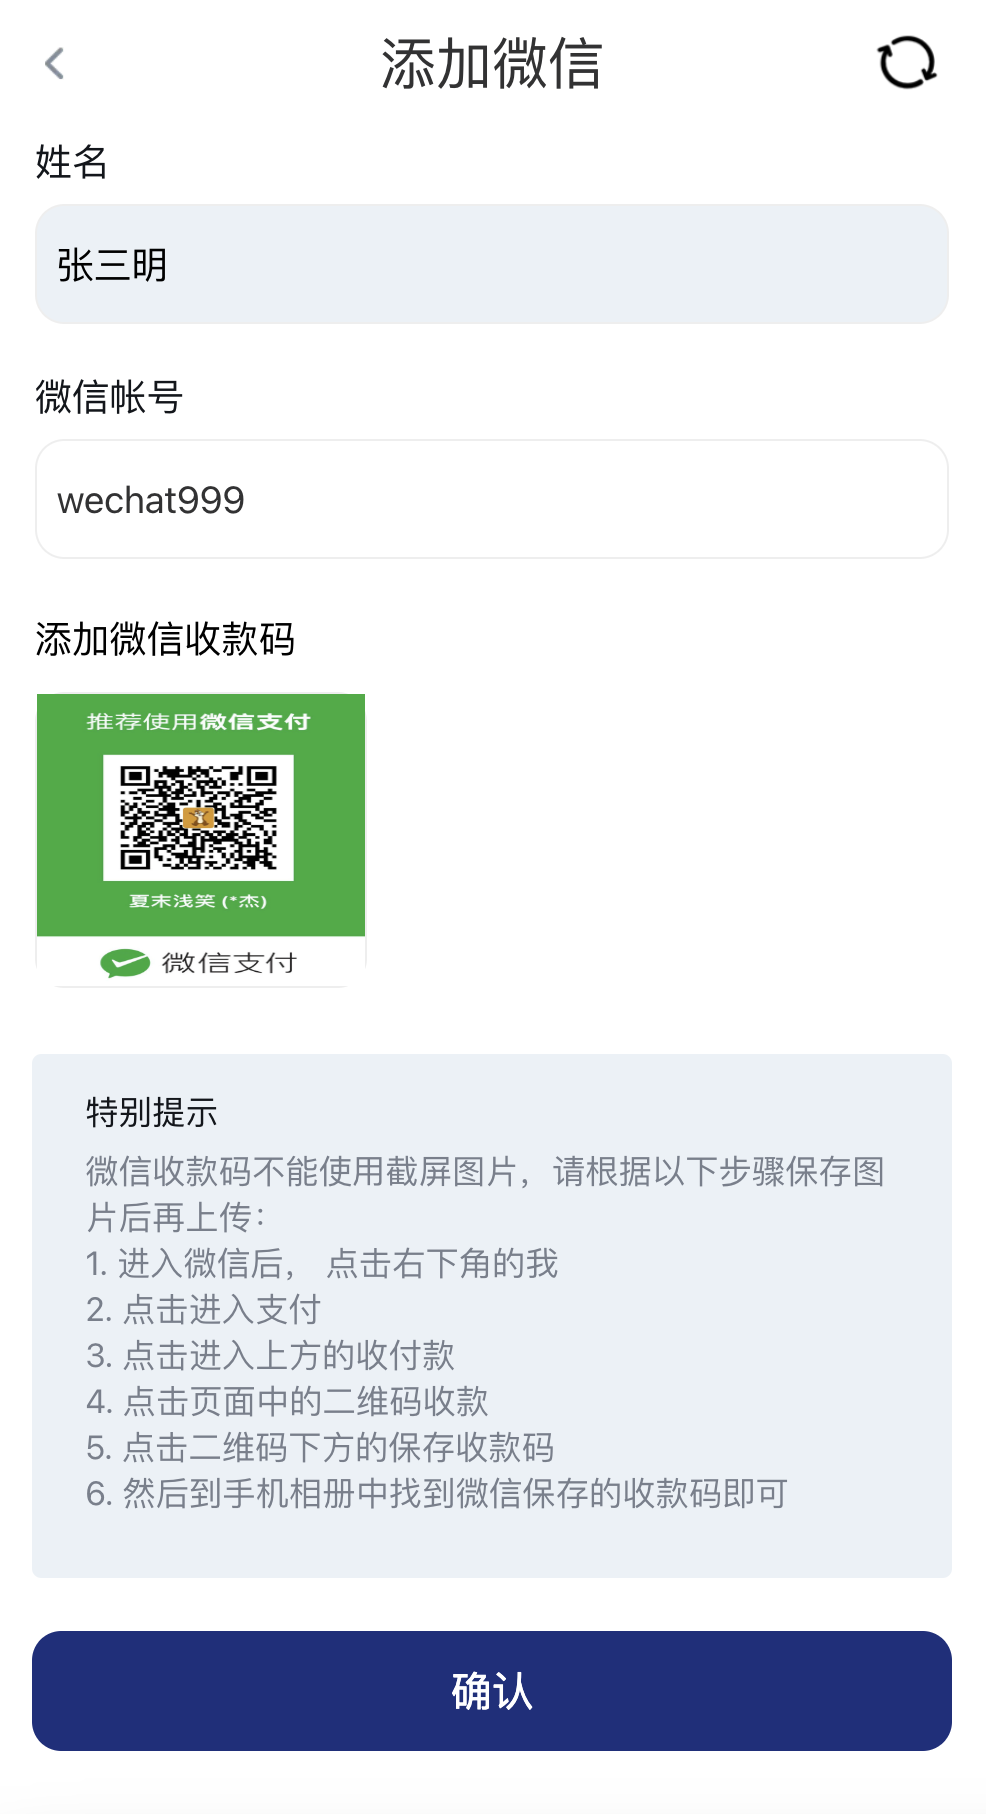 添加微信
姓名
张三明
微信帐号
wechat999
添加微信收款码
推荐使用微信支付
夏末浅笑 (*杰)
微信支付
特别提示
微信收款码不能使用截屏图片，请根据以下步骤保存图
片后再上传：
1. 进入微信后， 点击右下角的我
2. 点击进入支付
3. 点击进入上方的收付款
4. 点击页面中的二维码收款
5. 点击二维码下方的保存收款码
6. 然后到手机相册中找到微信保存的收款码即可
确认